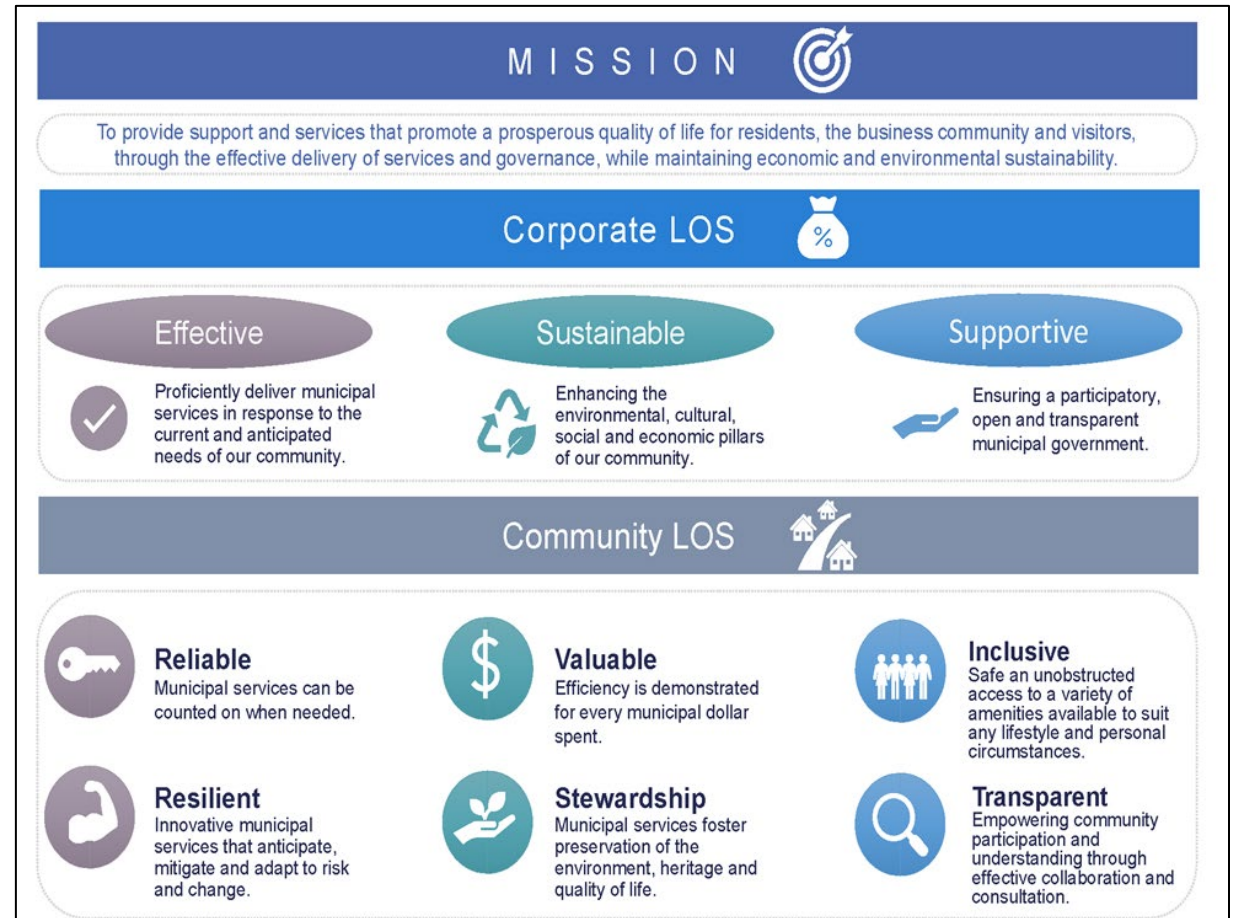 MISSION
To provide support and services that promote a prosperous quality of life for residents, the business community and visitors,
through the effective delivery of services and governance, while maintaining economic and environmental sustainability.
Corporate LOS
%
Effective
Proficiently deliver municipal
services in response to the
current and anticipated
needs of our community.
Sustainable
Enhancing the
environmental, cultural,
social and economic pillars
of our community.
Supportive
Ensuring a participatory,
open and transparent
municipal government.
Community LOS
Reliable
Municipal services can be
counted on when needed.
$
Valuable
Efficiency is demonstrated
for every municipal dollar
spent.
Inclusive
Safe an unobstructed
access to a variety of
amenities available to suit
any lifestyle and personal
circumstances.
Resilient
Innovative municipal
services that anticipate,
mitigate and adapt to risk
and change.
Stewardship
Municipal services foster
preservation of the
environment, heritage and
quality of life.
Transparent
Empowering community
participation and
understanding through
effective collaboration and
consultation.